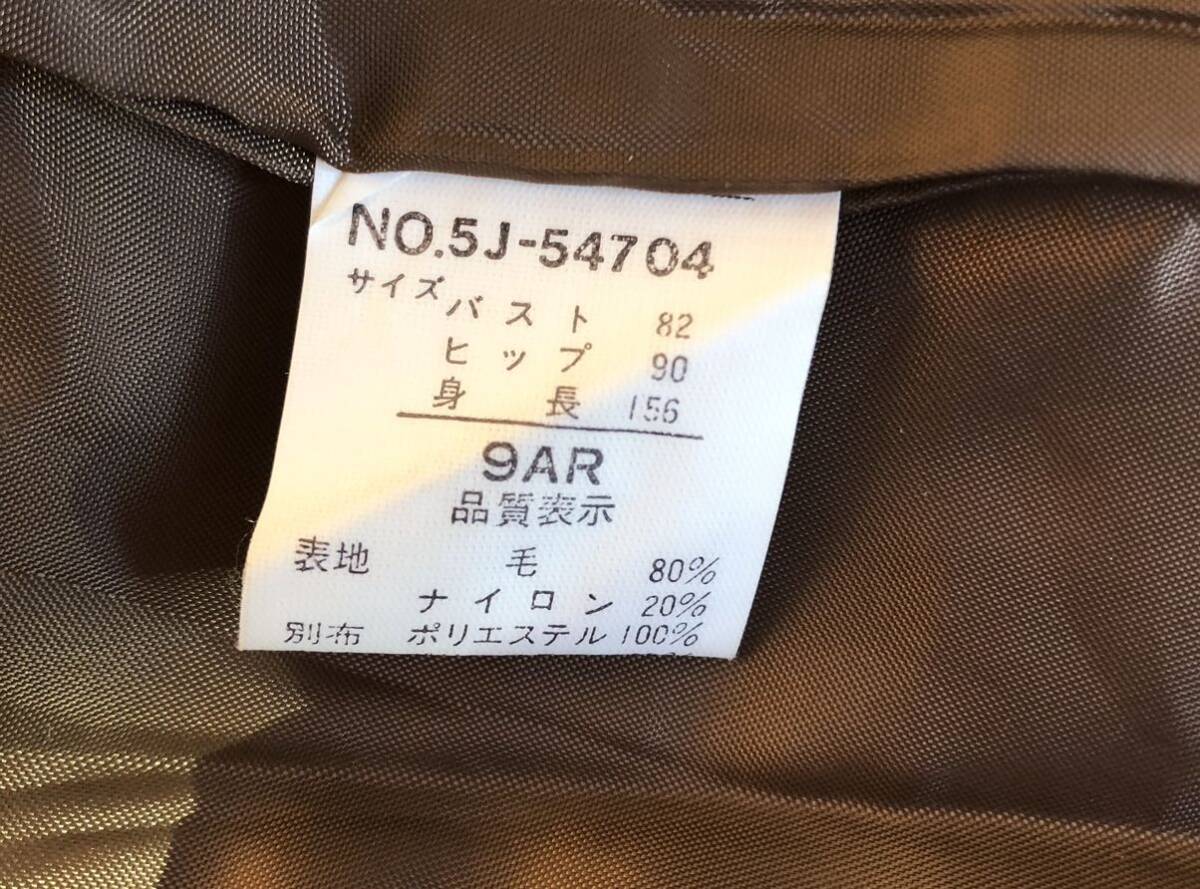 NO.5J-54704
サイズ バスト 82
ヒップ 90
身長 156
9AR
品質表示
表地 毛 80%
ナイロン 20%
別布 ポリエステル 100%